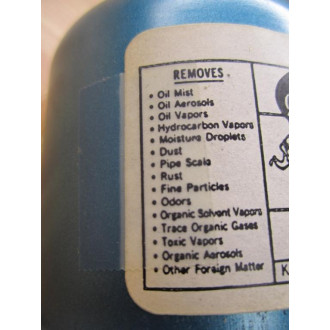 REMOVES
• Oil Mist
• Oil Aerosols
• Oil Vapors
• Hydrocarbon Vapors
• Moisture Droplets
• Dust
• Pipe Scale
• Rust
• Fine Particles
• Odors
• Organic Solvent Vapors
• Trace Organic Gases
• Toxic Vapors
• Organic Aerosols
• Other Foreign Matter
K